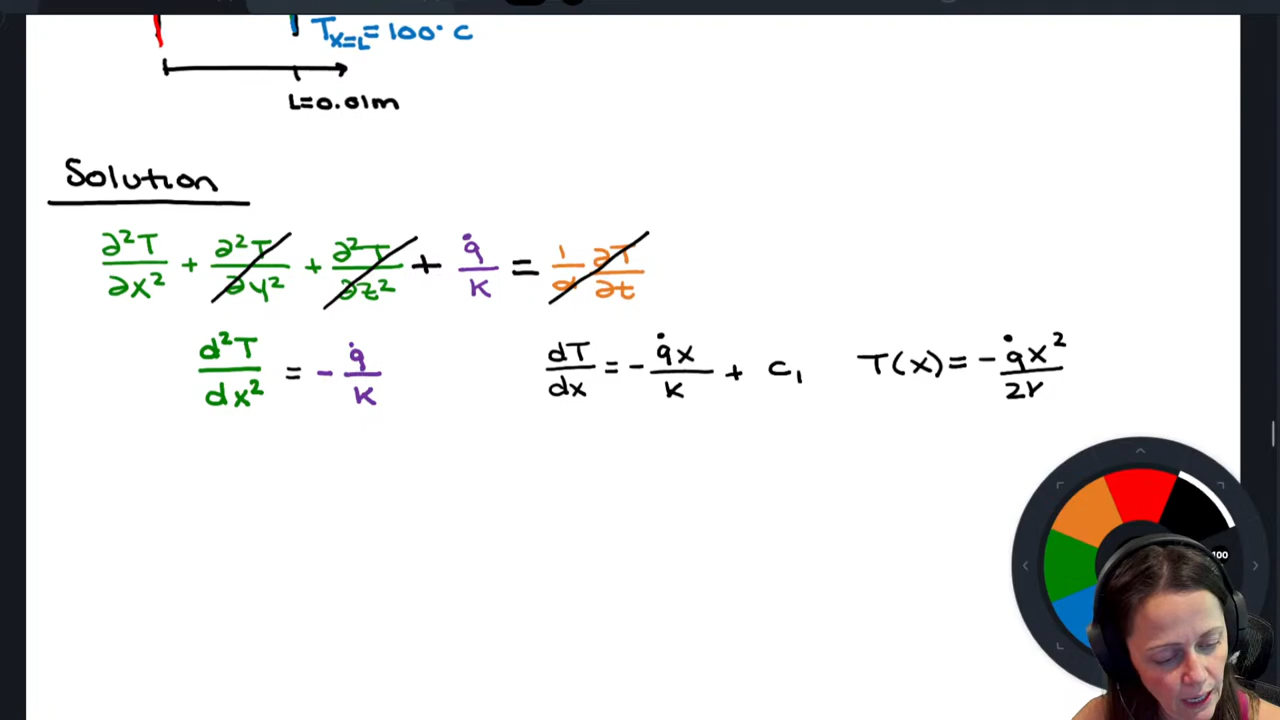 Tx=L = 100° C
L=0.01m
Solution
∂²T/∂x² + ∂²T/∂y² + ∂²T/∂z² + q̇/k = 1/α ∂T/∂t
d²T/dx² = - q̇/k dT/dx = - q̇x/k + C₁ T(x) = - q̇x²/2k
100